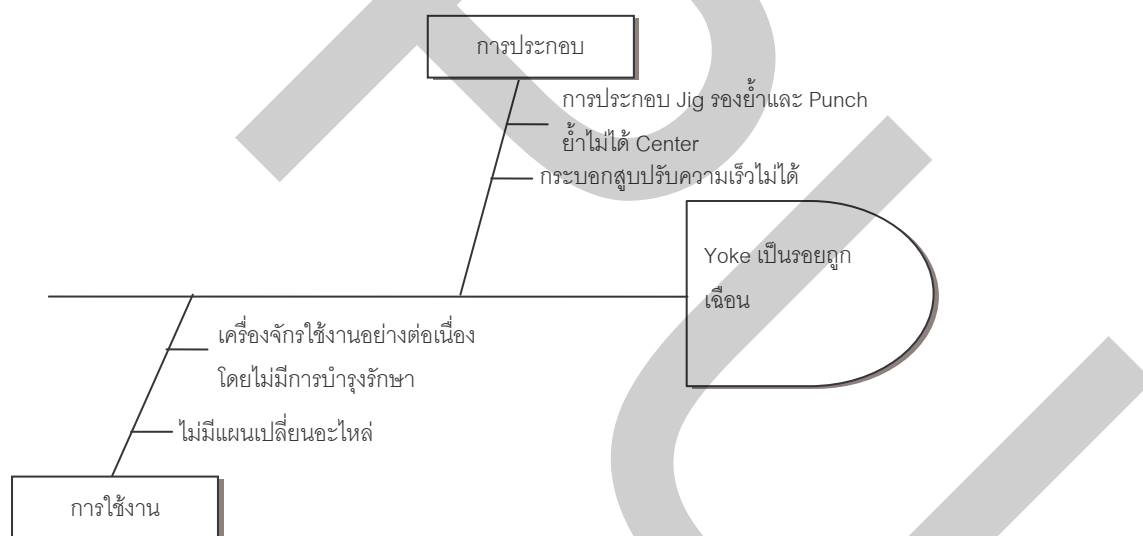 การประกอบ
การประกอบ Jig รองย้ำและ Punch
ย้ำไม่ได้ Center
กระบอกสูบปรับความเร็วไม่ได้
Yoke เป็นรอยถูก
เฉือน
เครื่องจักรใช้งานอย่างต่อเนื่อง
โดยไม่มีการบำรุงรักษา
ไม่มีแผนเปลี่ยนอะไหล่
การใช้งาน